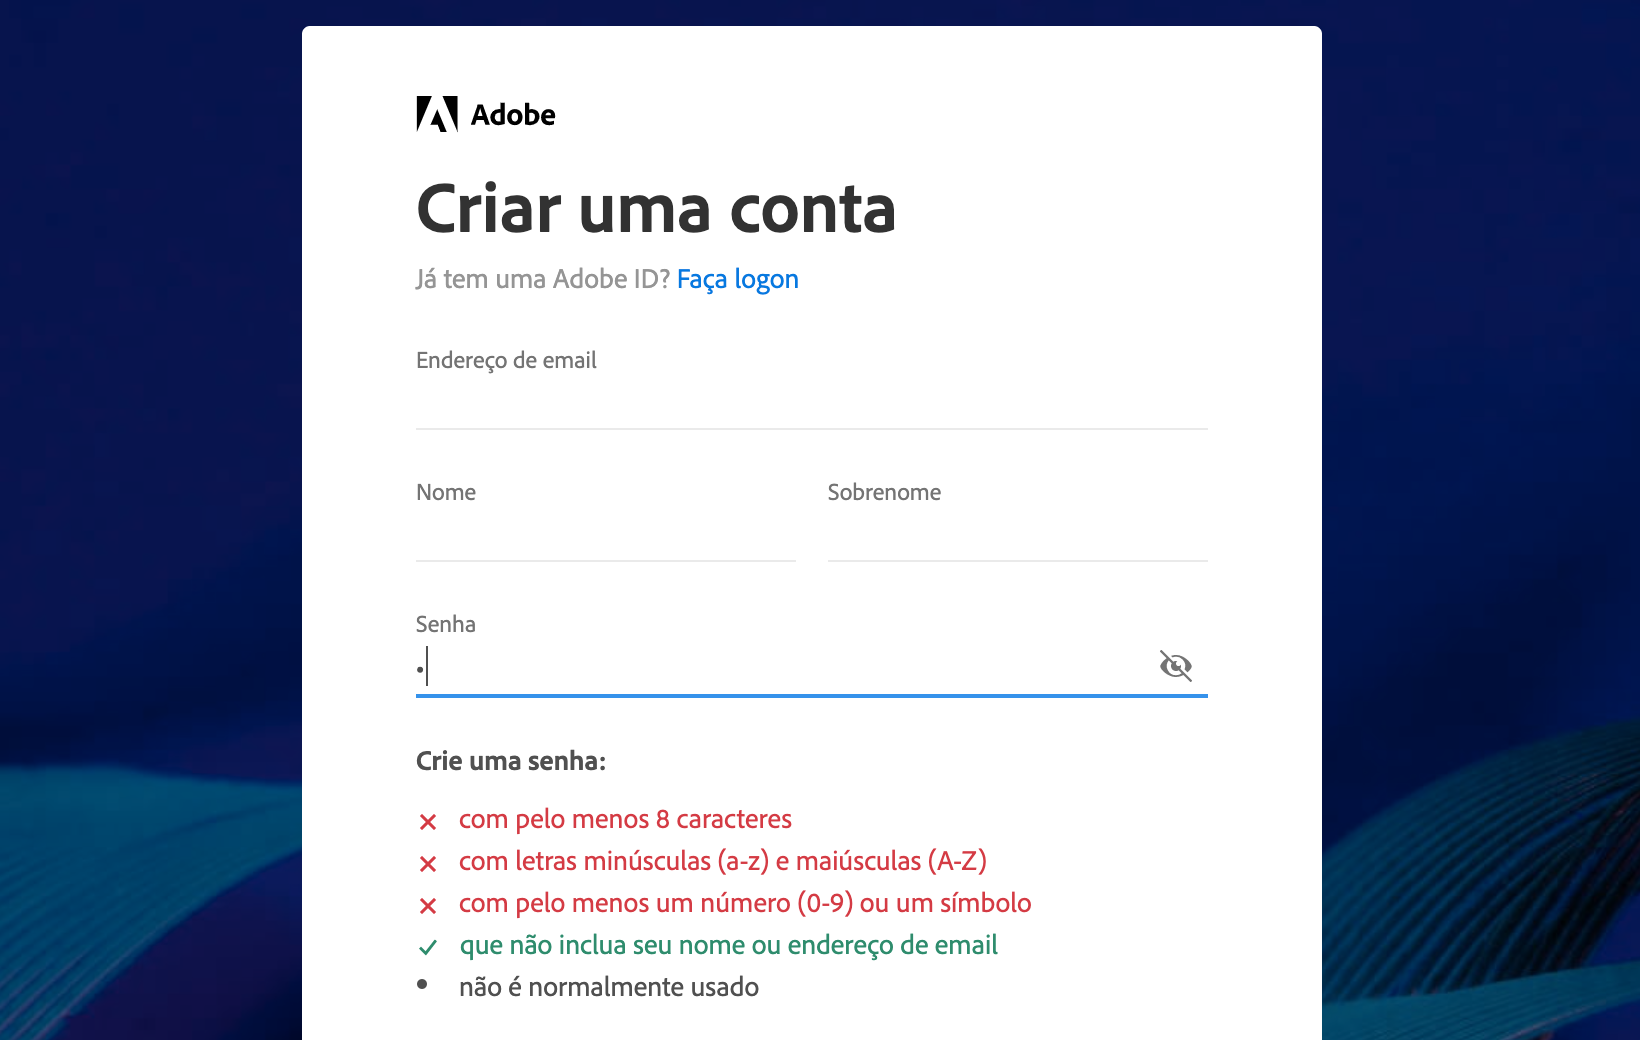 Adobe
Criar uma conta
Já tem uma Adobe ID? Faça logon
Endereço de email
Nome
Sobrenome
Senha
•
Crie uma senha:
com pelo menos 8 caracteres
com letras minúsculas (a-z) e maiúsculas (A-Z)
com pelo menos um número (0-9) ou um símbolo
que não inclua seu nome ou endereço de email
• não é normalmente usado